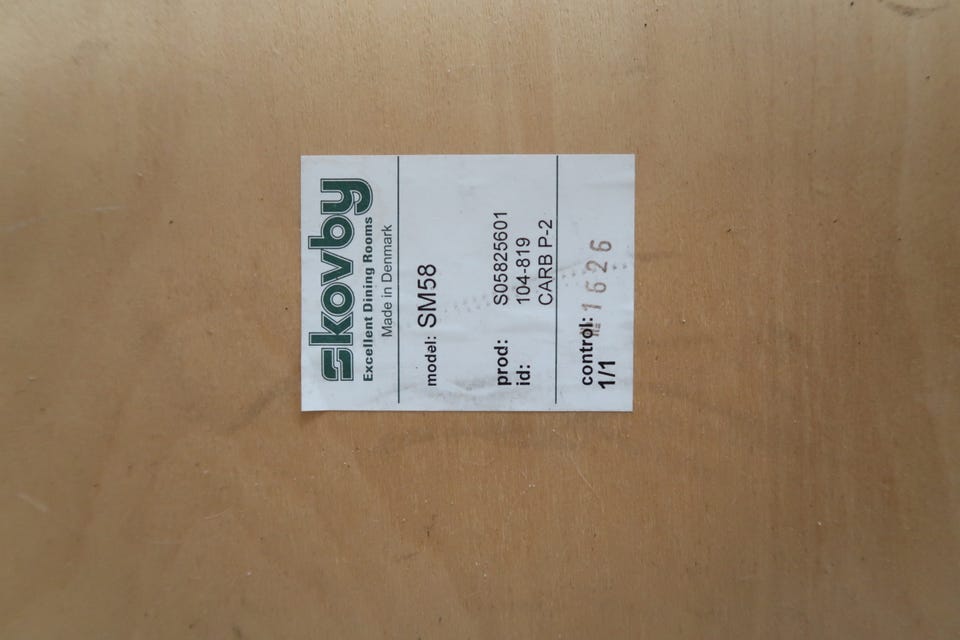 skovby
Excellent Dining Rooms
Made in Denmark
model: SM58
prod: S05825601
id: 104-819
CARB P-2
control: 1626
1/1